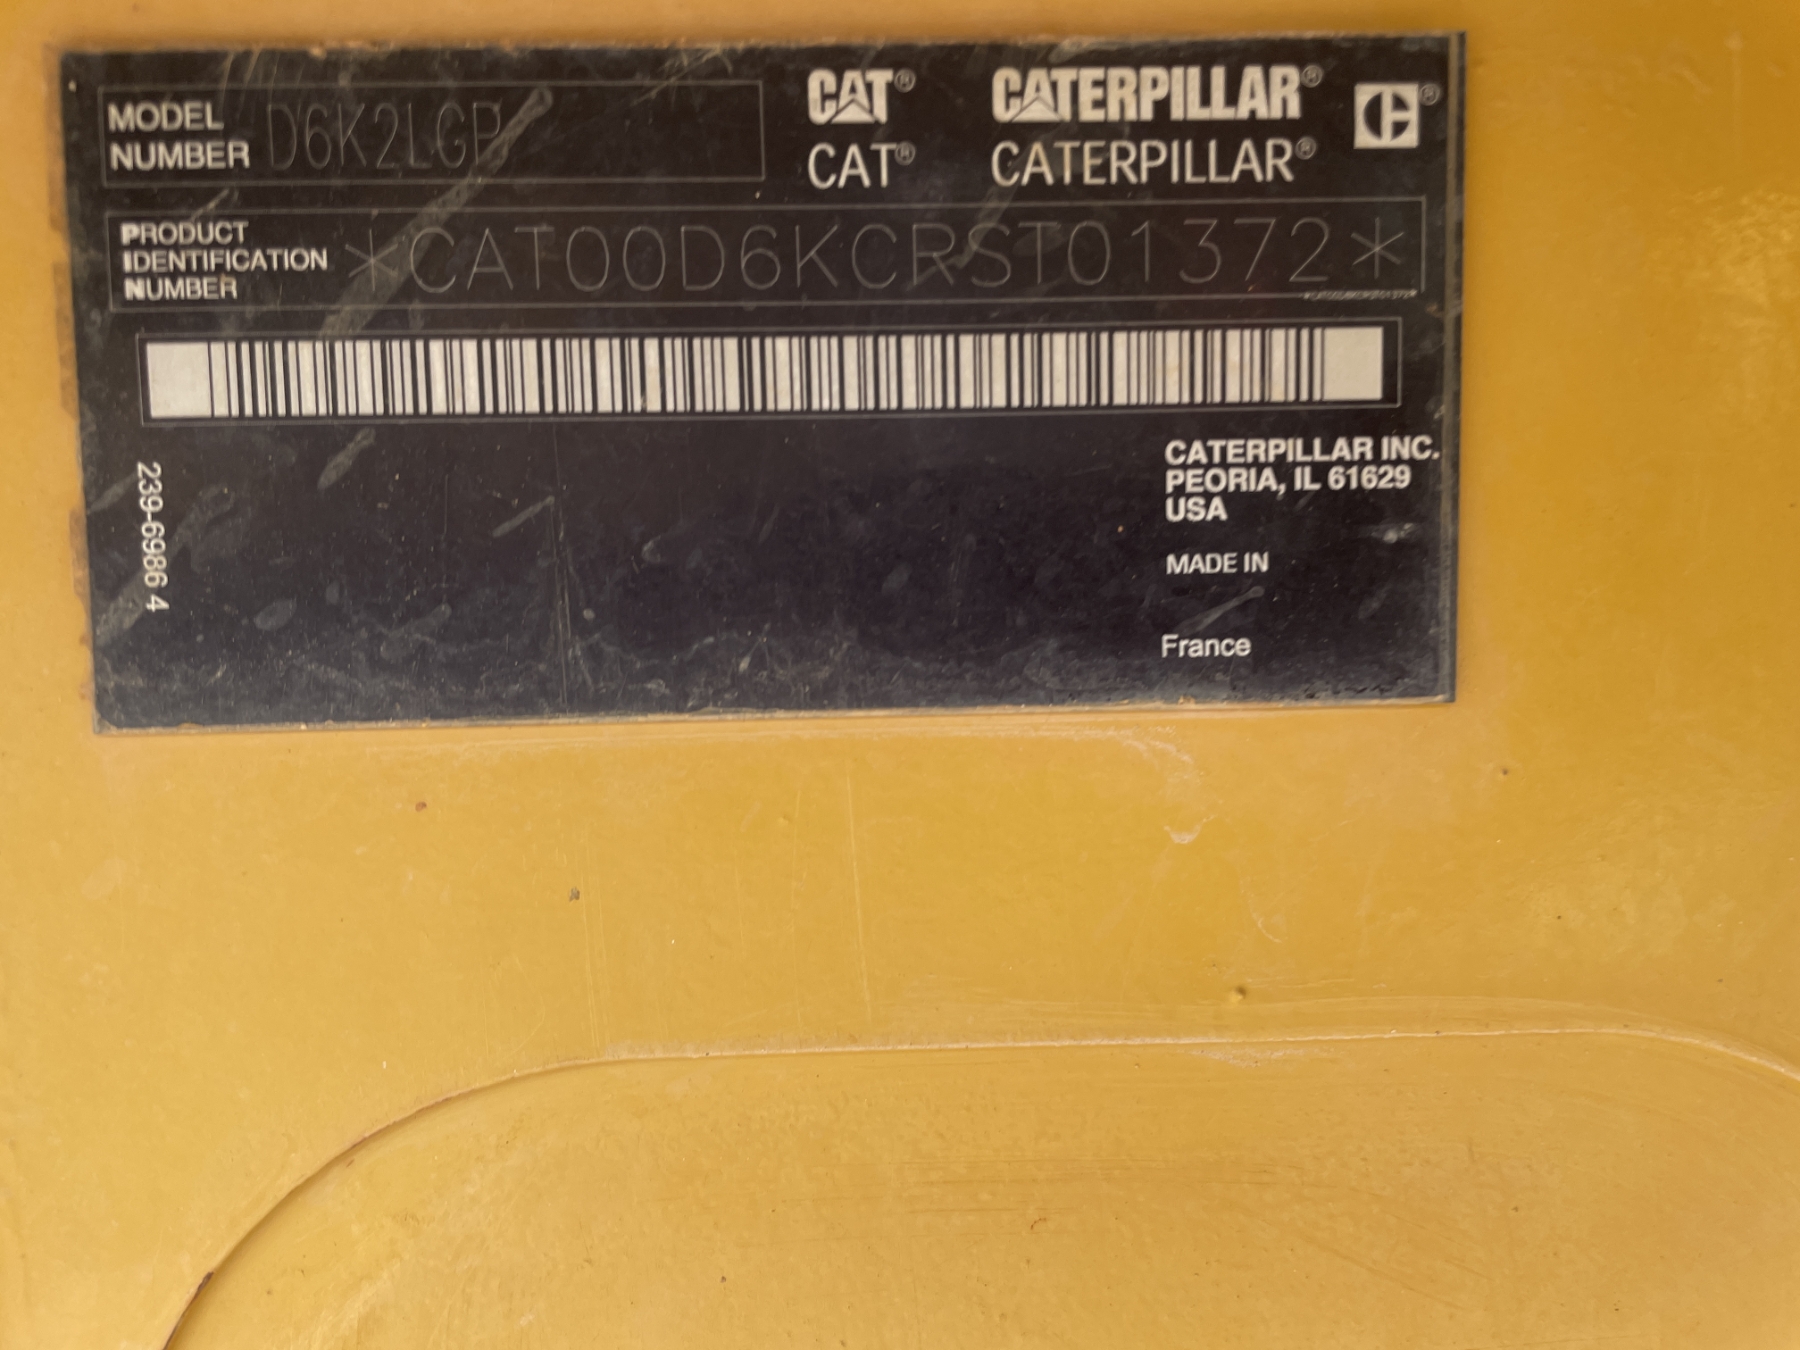 MODEL NUMBER D6K2LGP
CAT® CATERPILLAR® C®
CAT® CATERPILLAR®
PRODUCT IDENTIFICATION NUMBER *CAT00D6KCRST01372*
*CAT00D6KCRST01372*
239-6986 4
CATERPILLAR INC.
PEORIA, IL 61629
USA
MADE IN
France